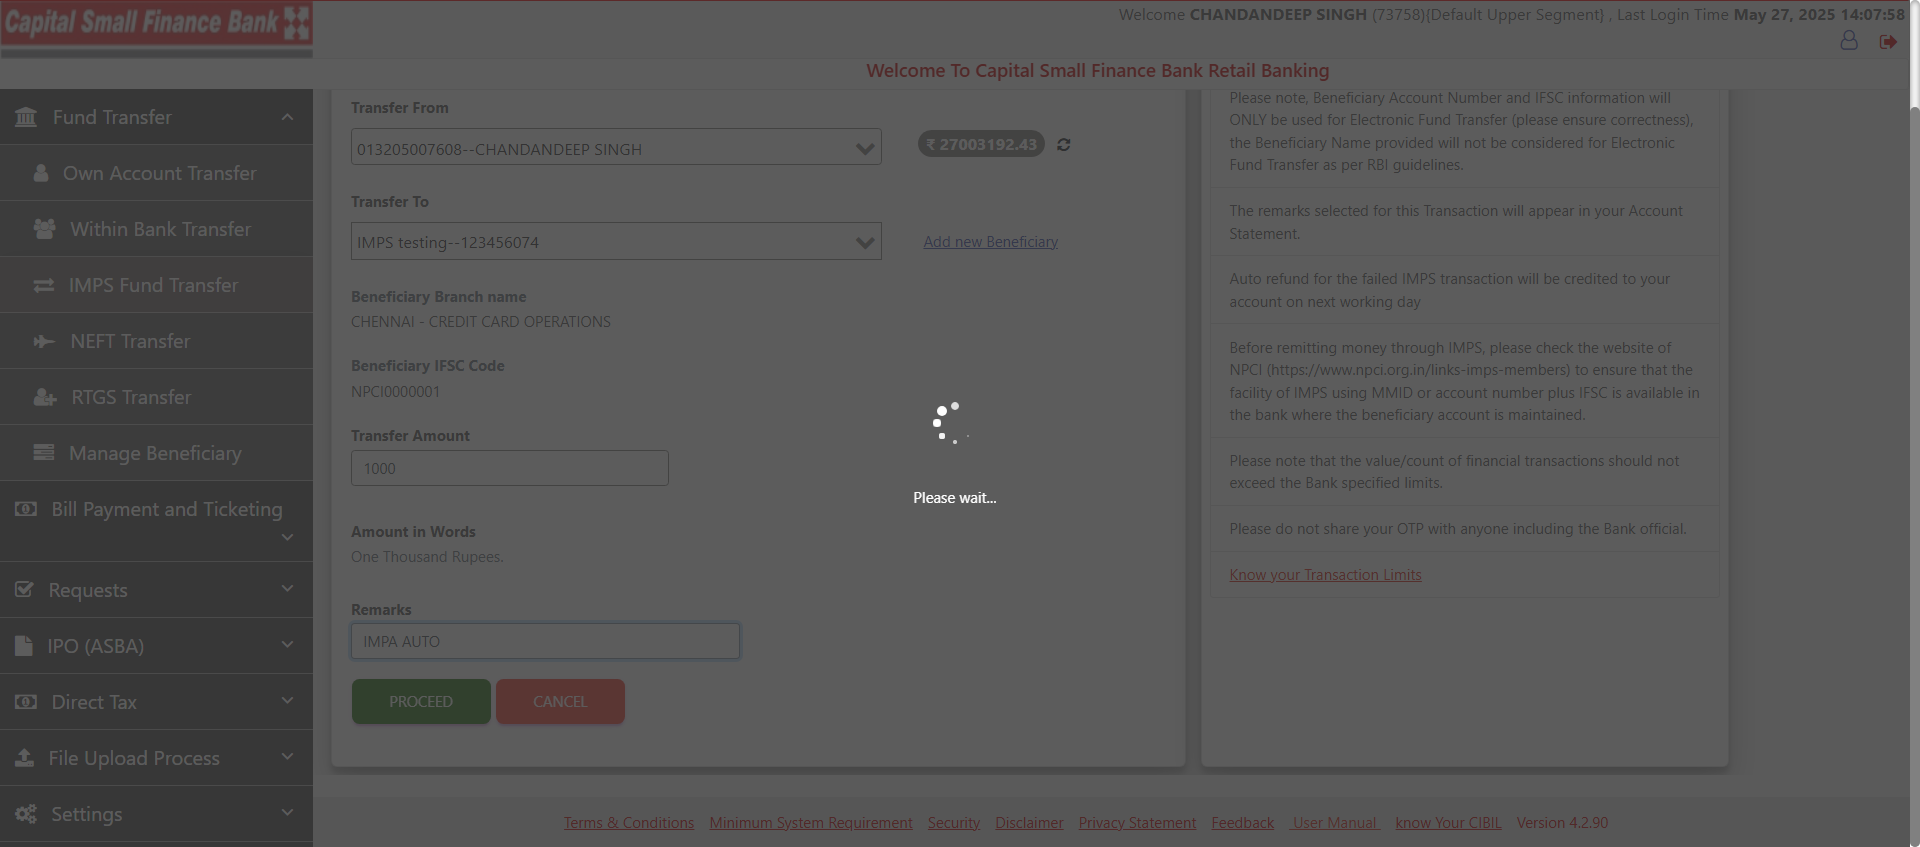 Capital Small Finance Bank
Welcome CHANDANDEEP SINGH (73758){Default Upper Segment} , Last Login Time May 27, 2025 14:07:58
Welcome To Capital Small Finance Bank Retail Banking
Fund Transfer
Own Account Transfer
Within Bank Transfer
IMPS Fund Transfer
NEFT Transfer
RTGS Transfer
Manage Beneficiary
Bill Payment and Ticketing
Requests
IPO (ASBA)
Direct Tax
File Upload Process
Settings
Transfer From
013205007608--CHANDANDEEP SINGH
₹ 27003192.43
Transfer To
IMPS testing--123456074
Add new Beneficiary
Beneficiary Branch name
CHENNAI - CREDIT CARD OPERATIONS
Beneficiary IFSC Code
NPCI0000001
Transfer Amount
1000
Amount in Words
One Thousand Rupees.
Remarks
IMPA AUTO
PROCEED
CANCEL
Please wait...
Please note, Beneficiary Account Number and IFSC information will
ONLY be used for Electronic Fund Transfer (please ensure correctness),
the Beneficiary Name provided will not be considered for Electronic
Fund Transfer as per RBI guidelines.
The remarks selected for this Transaction will appear in your Account
Statement.
Auto refund for the failed IMPS transaction will be credited to your
account on next working day
Before remitting money through IMPS, please check the website of
NPCI (https://www.npci.org.in/links-imps-members) to ensure that the
facility of IMPS using MMID or account number plus IFSC is available in
the bank where the beneficiary account is maintained.
Please note that the value/count of financial transactions should not
exceed the Bank specified limits.
Please do not share your OTP with anyone including the Bank official.
Know your Transaction Limits
Terms & Conditions Minimum System Requirement Security Disclaimer Privacy Statement Feedback User Manual know Your CIBIL Version 4.2.90